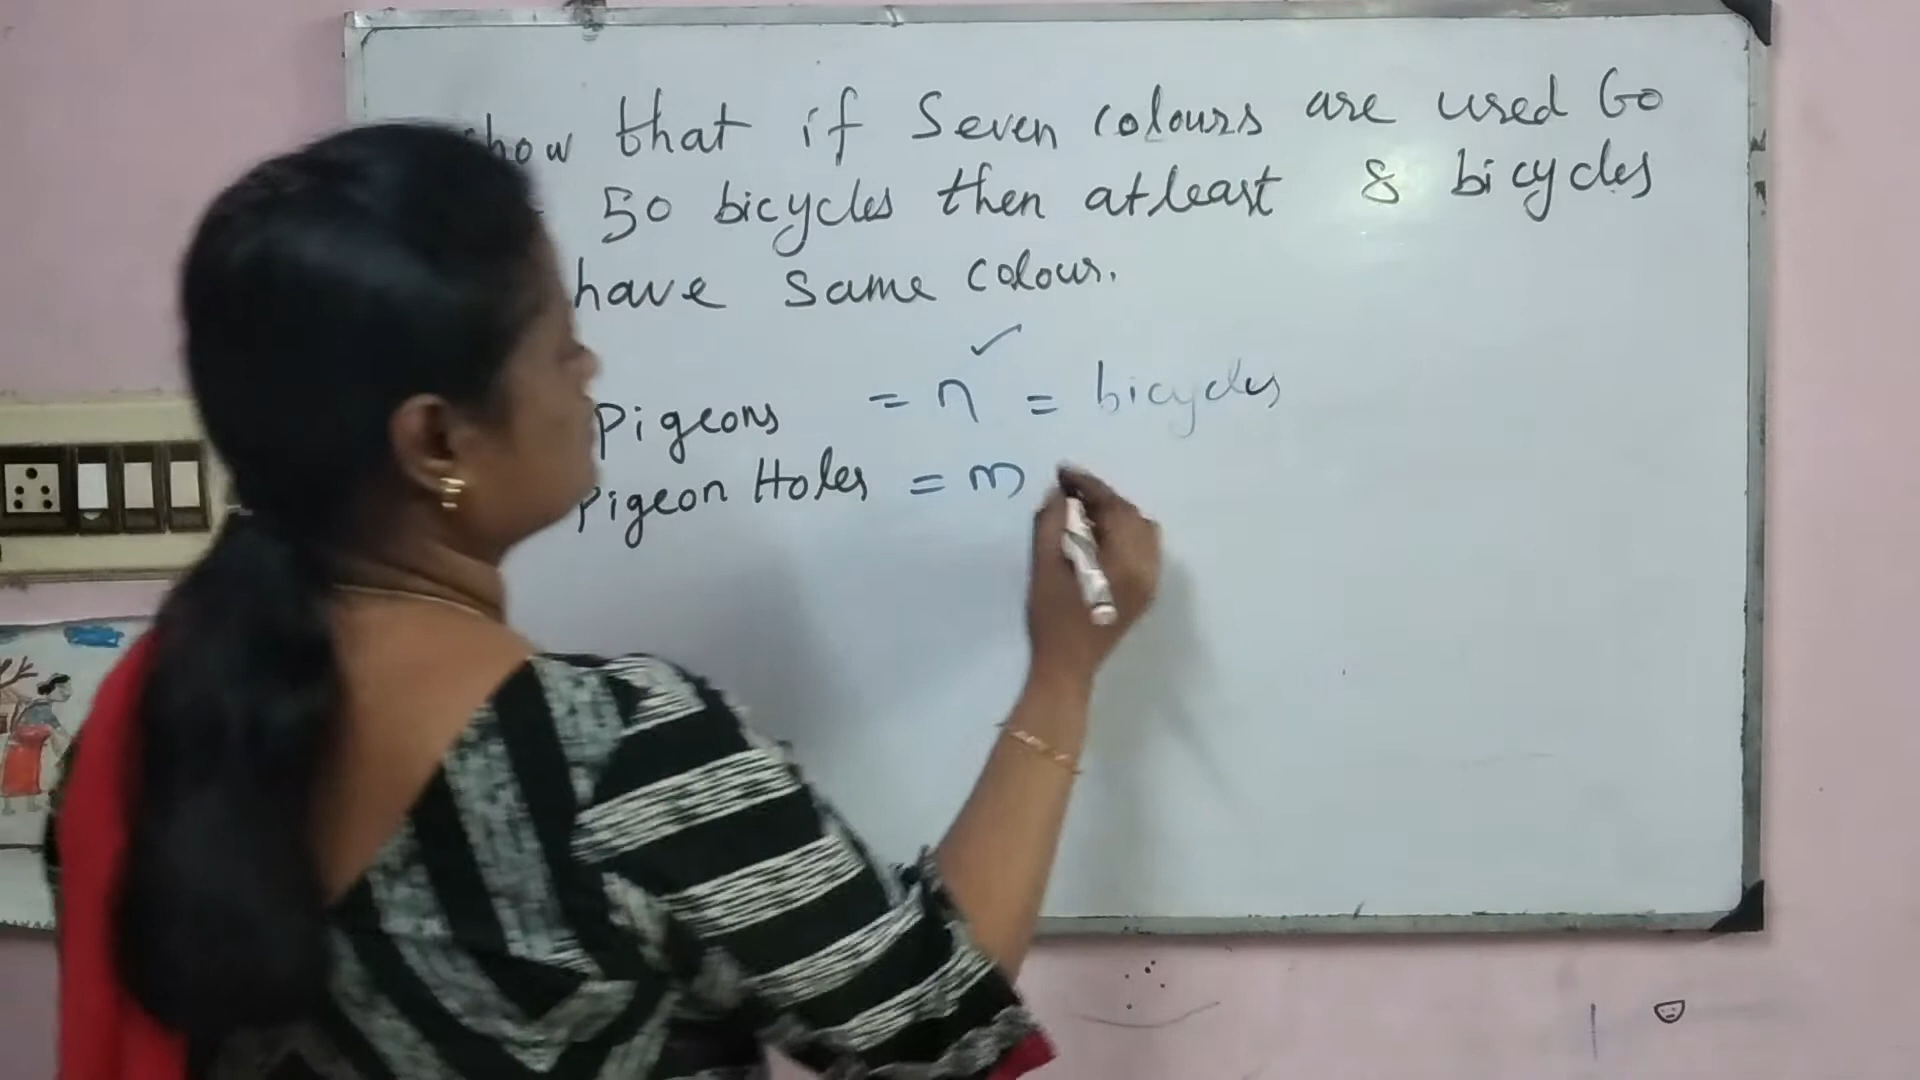 how that if Seven colours are used to
50 bicycles then atleast 8 bicycles
have same colour.
Pigeons = n = bicycles
Pigeon Holes = m